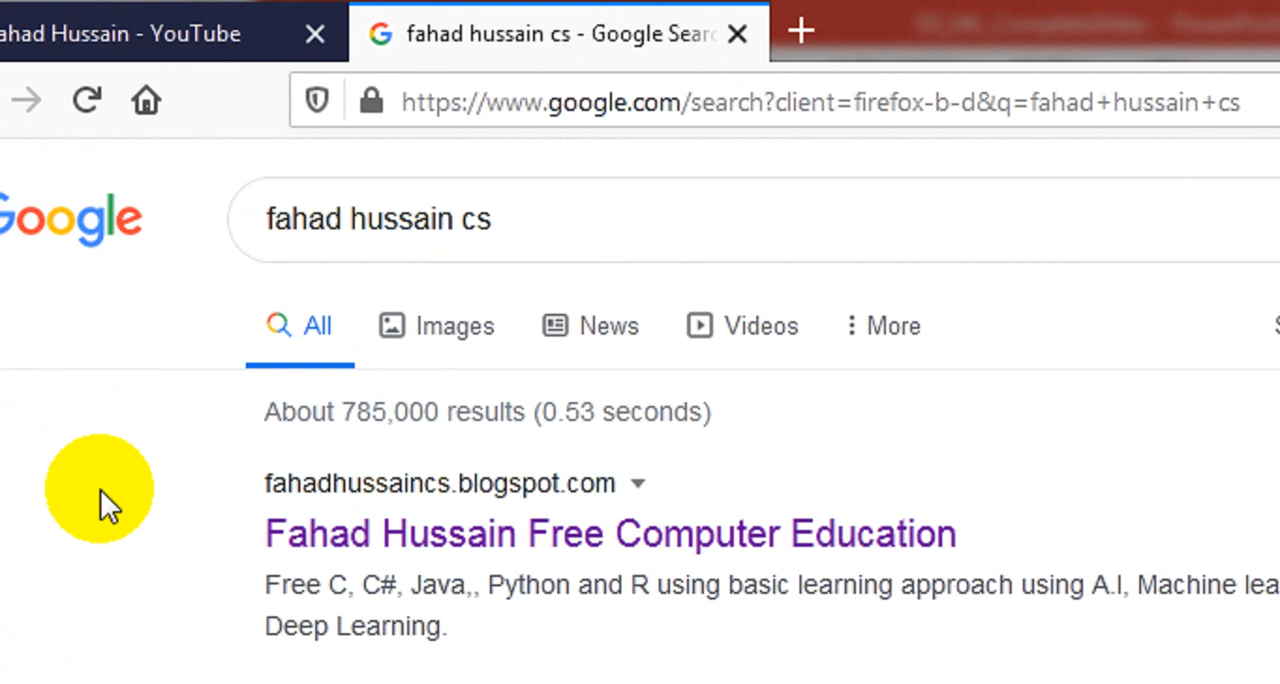 ahad Hussain - YouTube
fahad hussain cs - Google Sear
https://www.google.com/search?client=firefox-b-d&q=fahad+hussain+cs
Google
fahad hussain cs
All Images News Videos More
About 785,000 results (0.53 seconds)
fahadhussaincs.blogspot.com
Fahad Hussain Free Computer Education
Free C, C#, Java,, Python and R using basic learning approach using A.I, Machine lea
Deep Learning.